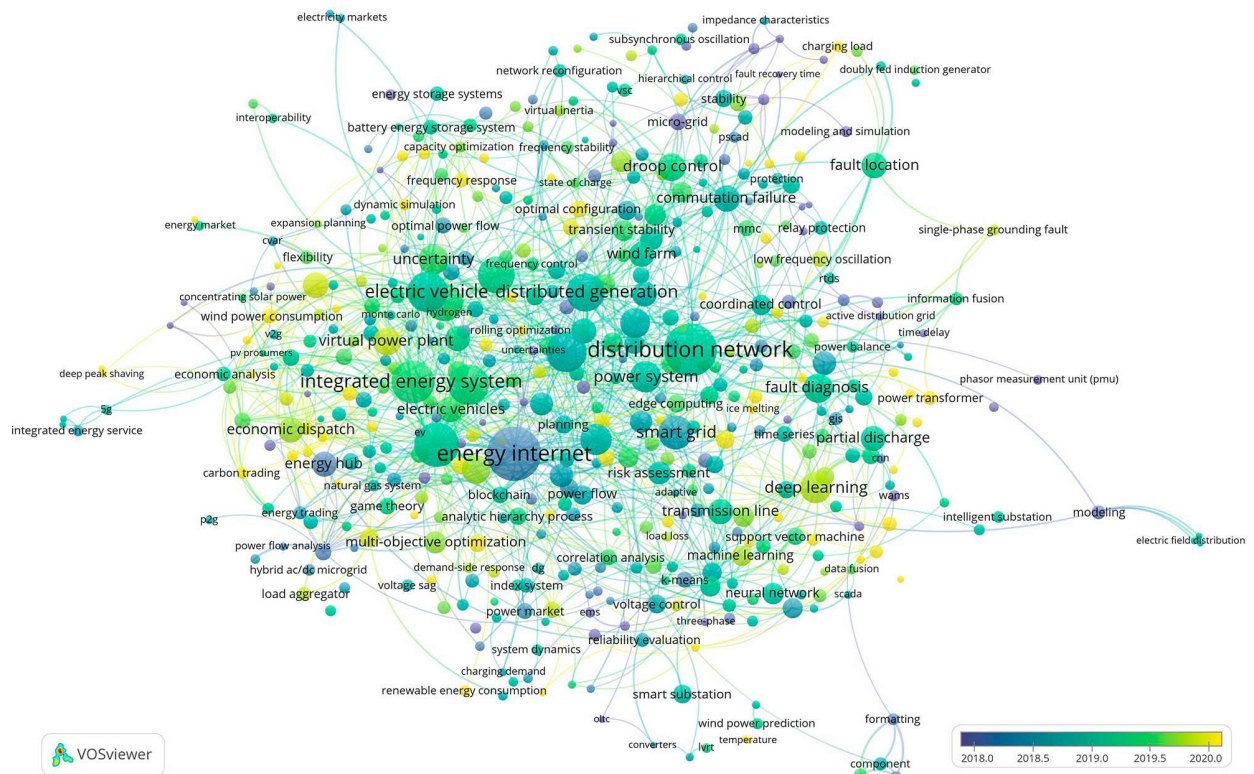 electricity markets
impedance characteristics
subsynchronous oscillation
charging load
network reconfiguration
hierarchical control
fault recovery time
doubly fed induction generator
energy storage systems
vsc
stability
interoperability
virtual inertia
micro-grid
battery energy storage system
pscad
modeling and simulation
capacity optimization
frequency stability
droop control
fault location
frequency response
state of charge
protection
commutation failure
dynamic simulation
optimal configuration
energy market
expansion planning
optimal power flow
transient stability
mmc
relay protection
single-phase grounding fault
cvar
flexibility
uncertainty
wind farm
low frequency oscillation
frequency control
rtds
electric vehicle
distributed generation
concentrating solar power
coordinated control
information fusion
wind power consumption
monte carlo
hydrogen
active distribution grid
v2g
rolling optimization
time delay
virtual power plant
uncertainties
distribution network
power balance
pv prosumers
deep peak shaving
economic analysis
integrated energy system
power system
fault diagnosis
phasor measurement unit (pmu)
power transformer
5g
electric vehicles
edge computing
ice melting
gis
integrated energy service
economic dispatch
ev
planning
smart grid
time series
partial discharge
energy internet
cnn
carbon trading
energy hub
risk assessment
natural gas system
deep learning
blockchain
power flow
adaptive
wams
p2g
energy trading
game theory
analytic hierarchy process
transmission line
intelligent substation
modeling
load loss
support vector machine
electric field distribution
power flow analysis
multi-objective optimization
correlation analysis
machine learning
hybrid ac/dc microgrid
demand-side response
dg
data fusion
load aggregator
voltage sag
index system
k-means
neural network
scada
power market
ems
voltage control
three-phase
reliability evaluation
system dynamics
charging demand
renewable energy consumption
smart substation
oltc
wind power prediction
formatting
converters
lvrt
temperature
component
VOSviewer
2018.0 2018.5 2019.0 2019.5 2020.0